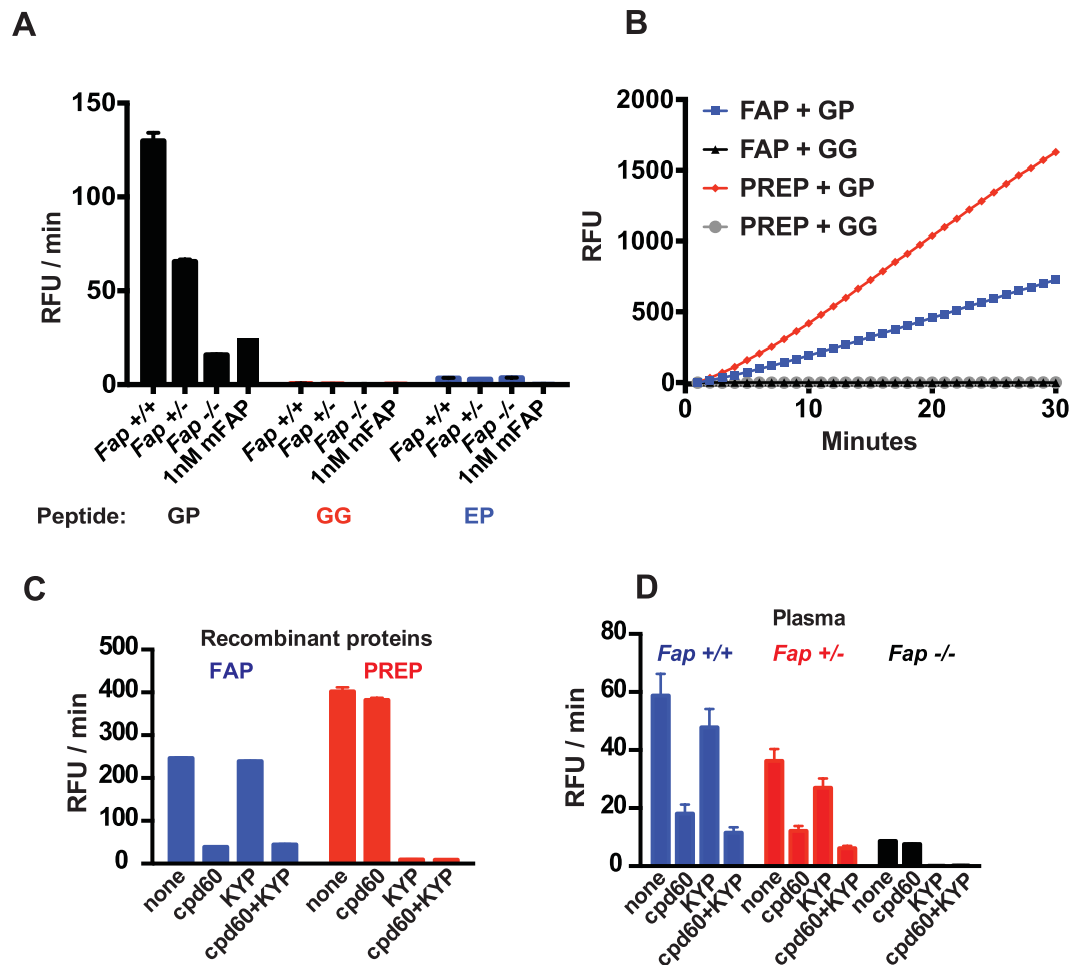 A
150
100
50
0
RFU / min
Fap +/+
Fap +/-
Fap -/-
1nM mFAP
Fap +/+
Fap +/-
Fap -/-
1nM mFAP
Fap +/+
Fap +/-
Fap -/-
1nM mFAP
Peptide: GP GG EP
B
2000
1500
1000
500
0
RFU
FAP + GP
FAP + GG
PREP + GP
PREP + GG
0 10 20 30
Minutes
C
Recombinant proteins
FAP PREP
500
400
300
200
100
0
RFU / min
none
cpd60
KYP
cpd60+KYP
none
cpd60
KYP
cpd60+KYP
D
Plasma
Fap +/+ Fap +/- Fap -/-
80
60
40
20
0
RFU / min
none
cpd60
KYP
cpd60+KYP
none
cpd60
KYP
cpd60+KYP
none
cpd60
KYP
cpd60+KYP